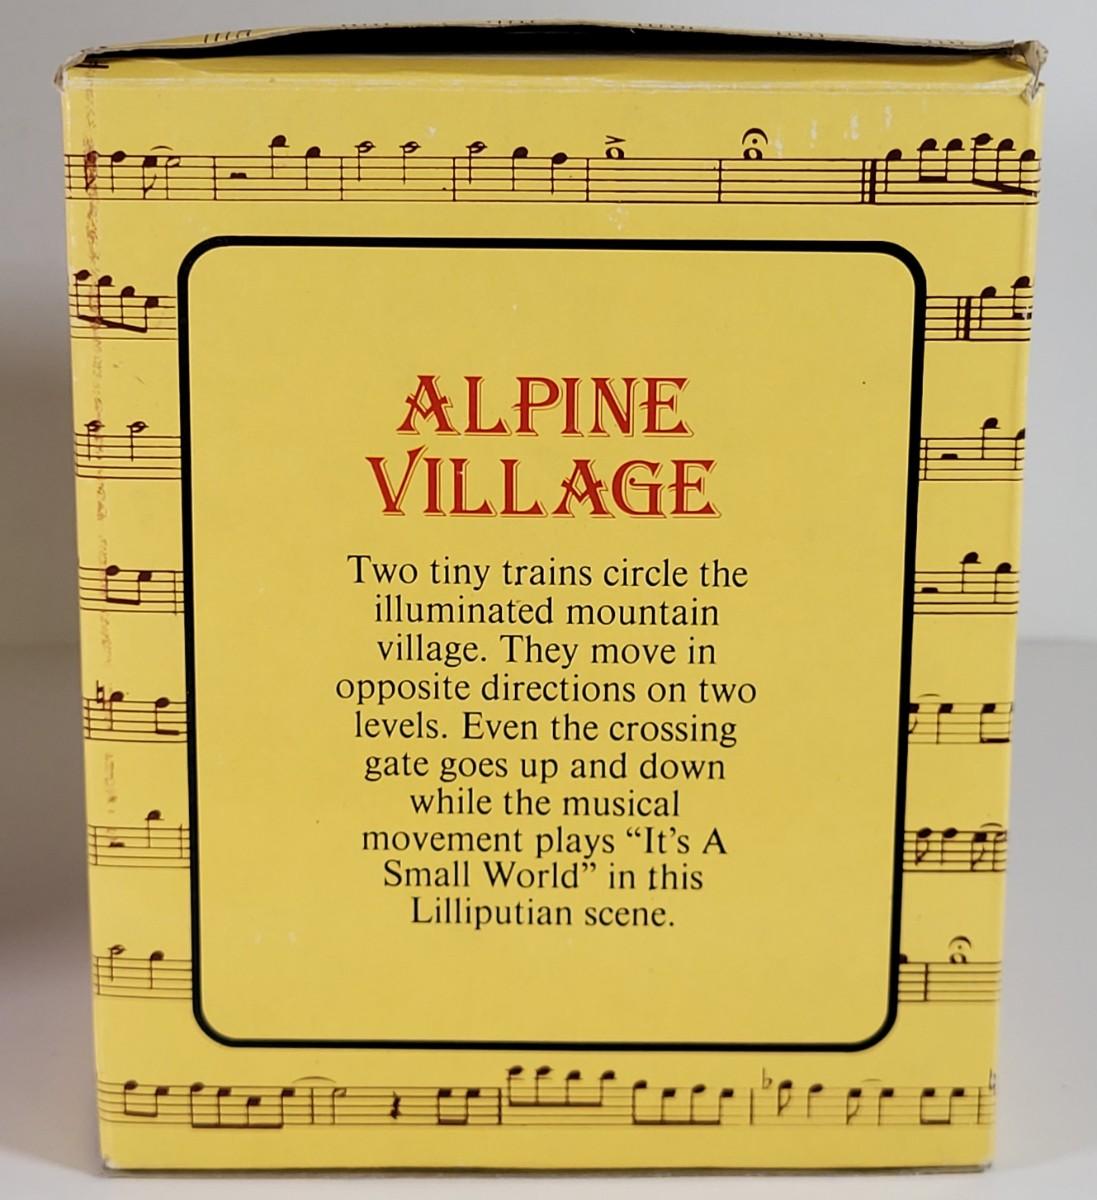 ALPINE
VILLAGE
Two tiny trains circle the
illuminated mountain
village. They move in
opposite directions on two
levels. Even the crossing
gate goes up and down
while the musical
movement plays “It’s A
Small World” in this
Lilliputian scene.